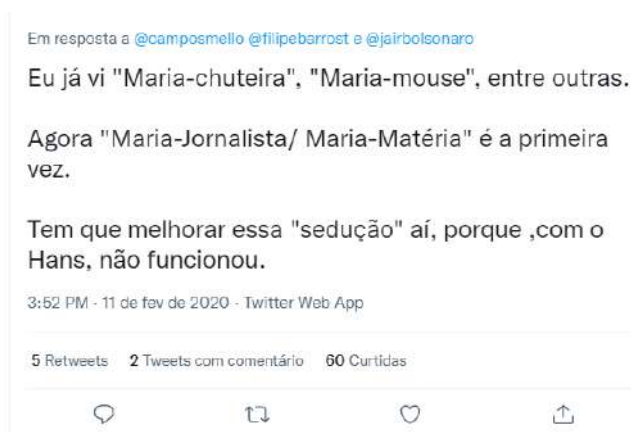 Em resposta a @camposmello @filipebarrost e @jairbolsonaro
Eu já vi "Maria-chuteira", "Maria-mouse", entre outras.
Agora "Maria-Jornalista/ Maria-Matéria" é a primeira
vez.
Tem que melhorar essa "sedução" aí, porque ,com o
Hans, não funcionou.
3:52 PM · 11 de fev de 2020 · Twitter Web App
5 Retweets 2 Tweets com comentário 60 Curtidas